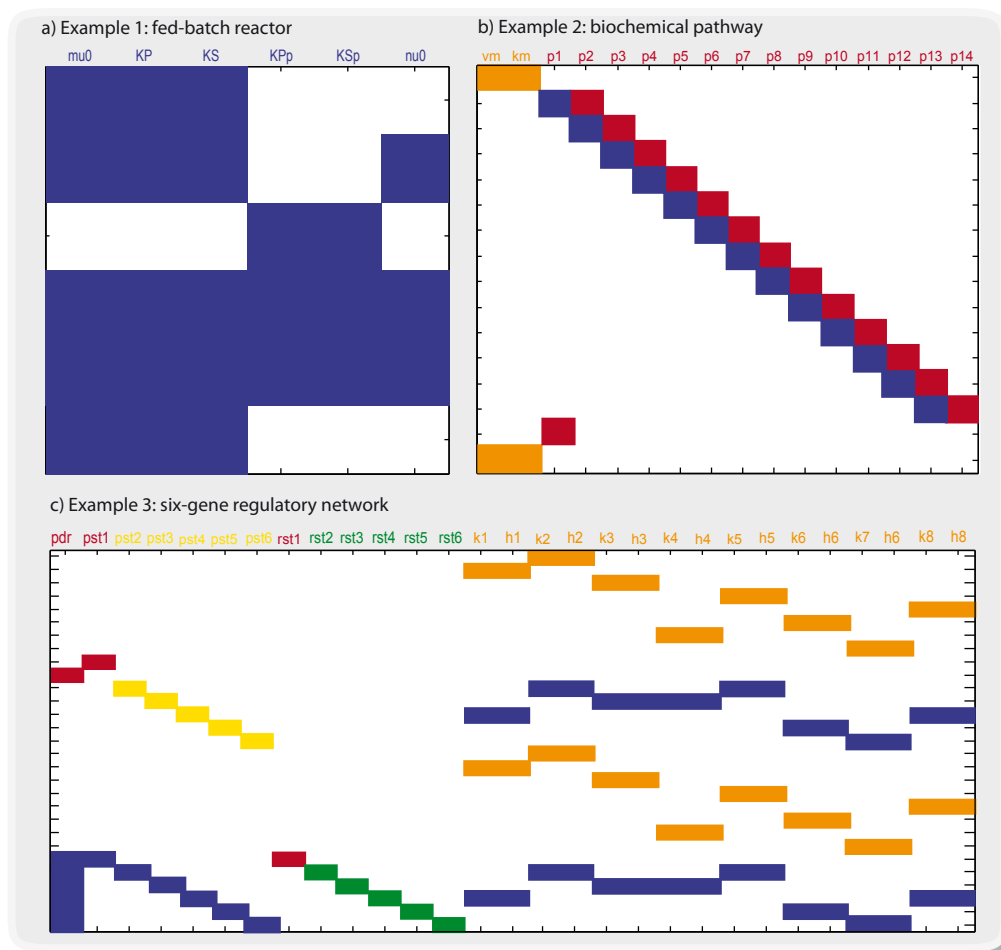 a) Example 1: fed-batch reactor
mu0 KP KS KPp KSp nu0
b) Example 2: biochemical pathway
vm km p1 p2 p3 p4 p5 p6 p7 p8 p9 p10 p11 p12 p13 p14
c) Example 3: six-gene regulatory network
pdr pst1 pst2 pst3 pst4 pst5 pst6 rst1 rst2 rst3 rst4 rst5 rst6 k1 h1 k2 h2 k3 h3 k4 h4 k5 h5 k6 h6 k7 h6 k8 h8